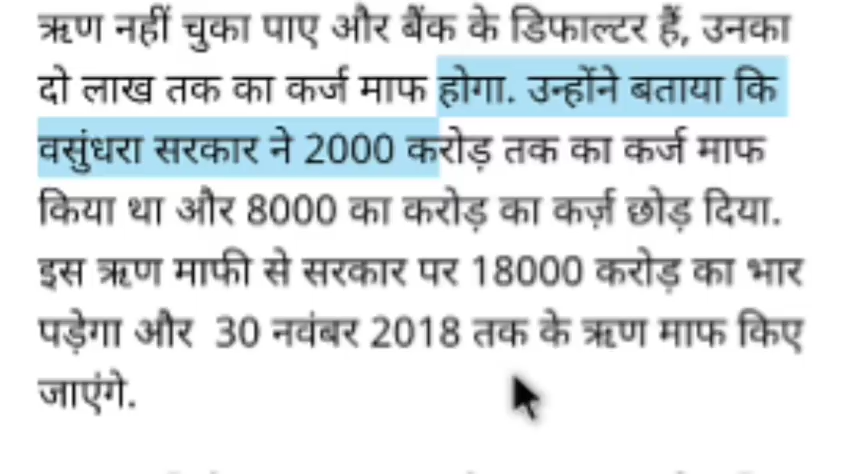 ऋण नहीं चुका पाए और बैंक के डिफाल्टर हैं, उनका
दो लाख तक का कर्ज माफ होगा. उन्होंने बताया कि
वसुंधरा सरकार ने 2000 करोड़ तक का कर्ज माफ
किया था और 8000 का करोड़ का कर्ज़ छोड़ दिया.
इस ऋण माफी से सरकार पर 18000 करोड़ का भार
पड़ेगा और 30 नवंबर 2018 तक के ऋण माफ किए
जाएंगे.